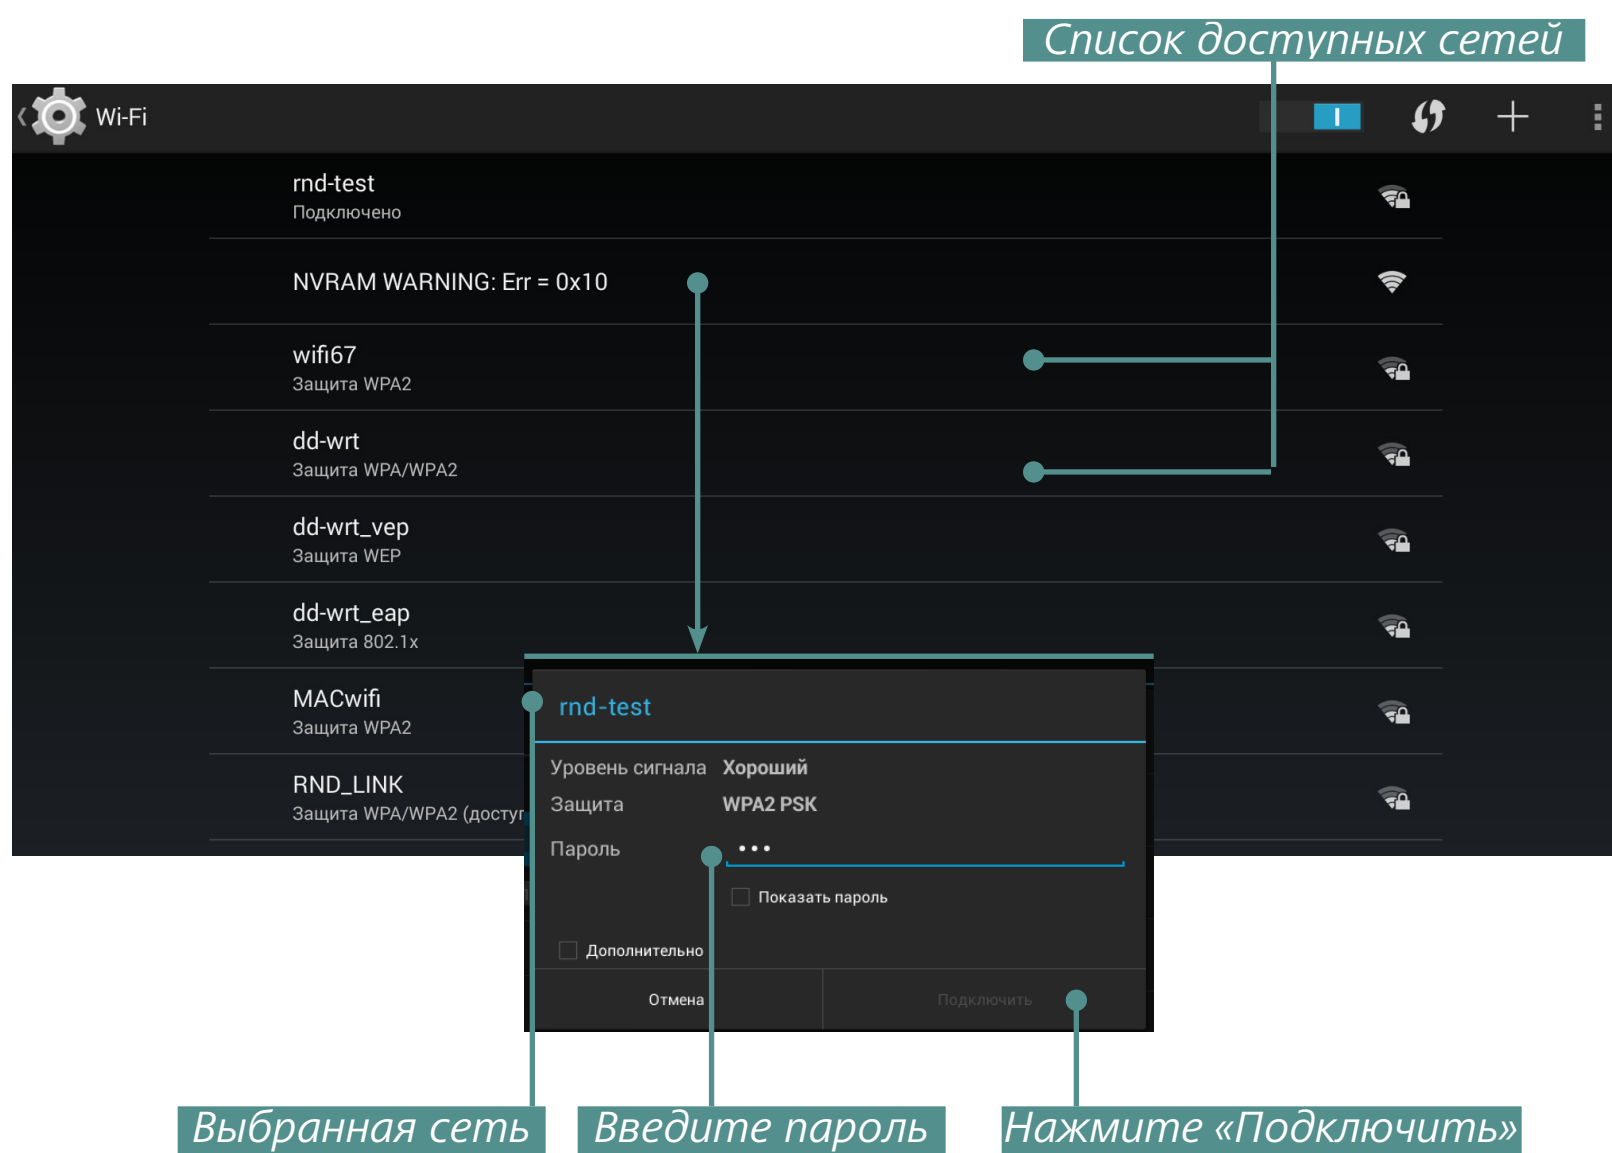 Список доступных сетей
Wi-Fi
rnd-test
Подключено
NVRAM WARNING: Err = 0x10
wifi67
Защита WPA2
dd-wrt
Защита WPA/WPA2
dd-wrt_vep
Защита WEP
dd-wrt_eap
Защита 802.1x
MACwifi
Защита WPA2
RND_LINK
Защита WPA/WPA2 (досту
rnd-test
Уровень сигнала Хороший
Защита WPA2 PSK
Пароль •••
Показать пароль
Дополнительно
Отмена Подключить
Выбранная сеть Введите пароль Нажмите «Подключить»